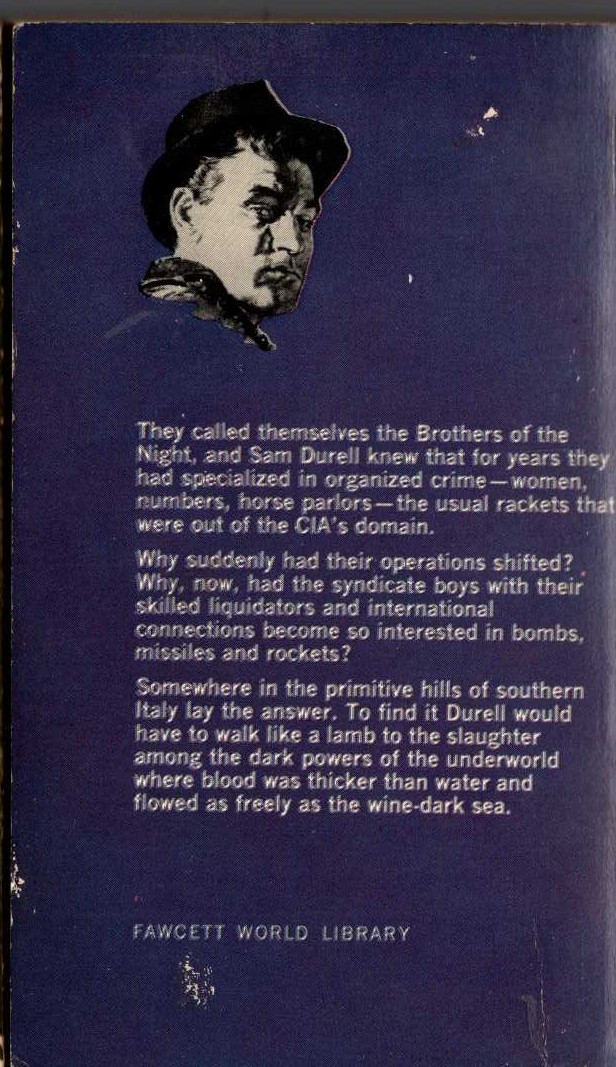 They called themselves the Brothers of the
Night, and Sam Durell knew that for years they
had specialized in organized crime—women,
numbers, horse parlors—the usual rackets that
were out of the CIA's domain.
Why suddenly had their operations shifted?
Why, now, had the syndicate boys with their
skilled liquidators and international
connections become so interested in bombs,
missiles and rockets?
Somewhere in the primitive hills of southern
Italy lay the answer. To find it Durell would
have to walk like a lamb to the slaughter
among the dark powers of the underworld
where blood was thicker than water and
flowed as freely as the wine-dark sea.
FAWCETT WORLD LIBRARY